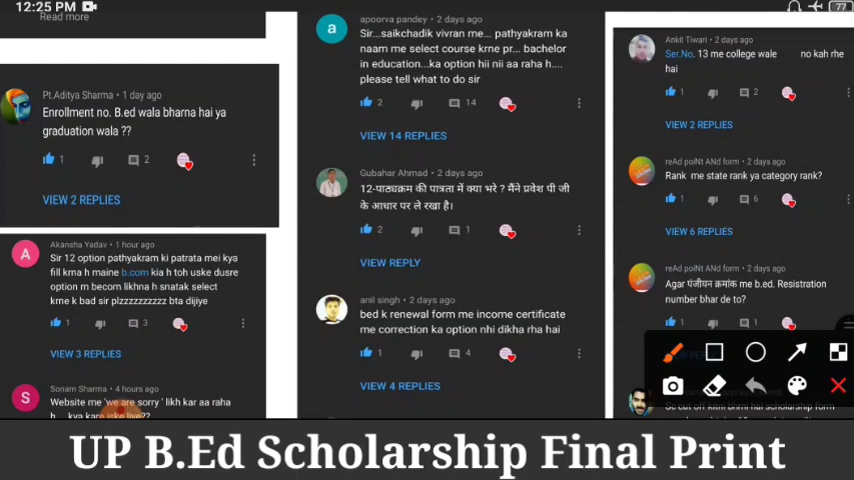 12:25 PM
77
Read more
Pt.Aditya Sharma • 1 day ago
Enrollment no. B.ed wala bharna hai ya
graduation wala ??
1
2
VIEW 2 REPLIES
A
Akansha Yadav • 1 hour ago
Sir 12 option pathyakram ki patrata mei kya
fill krna h maine b.com kia h toh uske dusre
option m becom likhna h snatak select
krne k bad sir plzzzzzzzzz bta dijiye
1
3
VIEW 3 REPLIES
S
Sonam Sharma • 4 hours ago
Website me 'we are sorry ' likh kar aa raha
h.... kya kare iske liye??
a
apoorva pandey • 2 days ago
Sir...saikchadik vivran me... pathyakram ka
naam me select course krne pr... bachelor
in education...ka option hii nii aa raha h....
please tell what to do sir
2
14
VIEW 14 REPLIES
Gubahar Ahmad • 2 days ago
12-पाठ्यक्रम की पात्रता में क्या भरे ? मैंने प्रवेश पी जी
के आधार पर ले रखा है।
2
1
VIEW REPLY
anil singh • 2 days ago
bed k renewal form me income certificate
me correction ka option nhi dikha rha hai
1
4
VIEW 4 REPLIES
Ankit Tiwari • 2 days ago
Ser.No. 13 me college wale no kah rhe
hai
1
2
VIEW 2 REPLIES
reAd poiNt ANd form • 2 days ago
Rank me state rank ya category rank?
1
6
VIEW 6 REPLIES
reAd poiNt ANd form • 2 days ago
Agar पंजीयन क्रमांक me b.ed. Resistration
number bhar de to?
1
1
UP B.Ed Scholarship Final Print